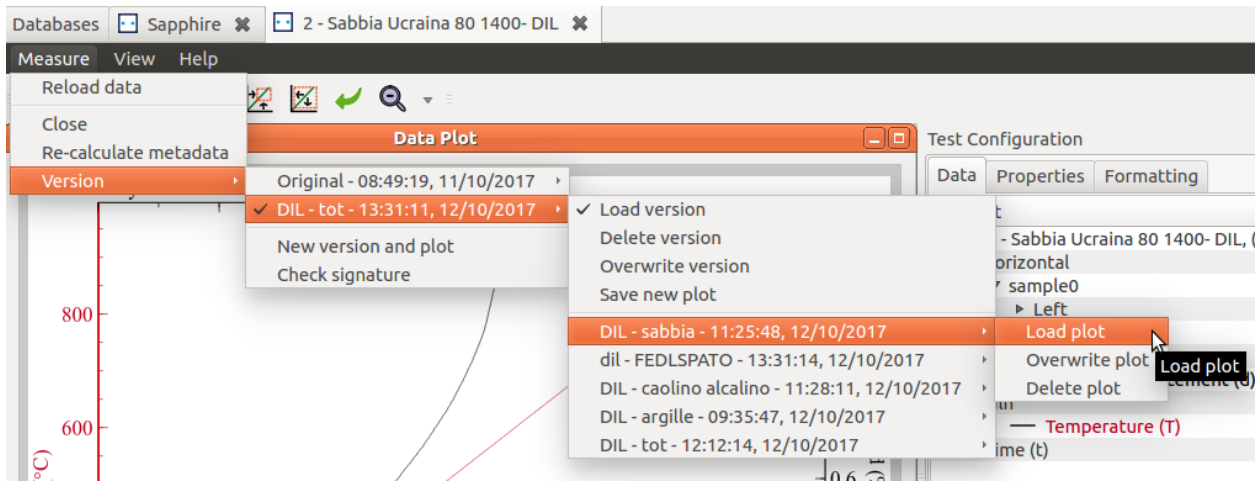 Databases
Sapphire
2 - Sabbia Ucraina 80 1400- DIL
Measure View Help
Reload data
Close
Re-calculate metadata
Version
Data Plot
Original - 08:49:19, 11/10/2017
DIL - tot - 13:31:11, 12/10/2017
New version and plot
Check signature
Load version
Delete version
Overwrite version
Save new plot
DIL - sabbia - 11:25:48, 12/10/2017
dil - FEDLSPATO - 13:31:14, 12/10/2017
DIL - caolino alcalino - 11:28:11, 12/10/2017
DIL - argille - 09:35:47, 12/10/2017
DIL - tot - 12:12:14, 12/10/2017
Load plot
Overwrite plot
Delete plot
Load plot
Test Configuration
Data Properties Formatting
- Sabbia Ucraina 80 1400- DIL, (
orizontal
sample0
Left
(d)
Temperature (T)
ime (t)
800
600
°C)
0.6